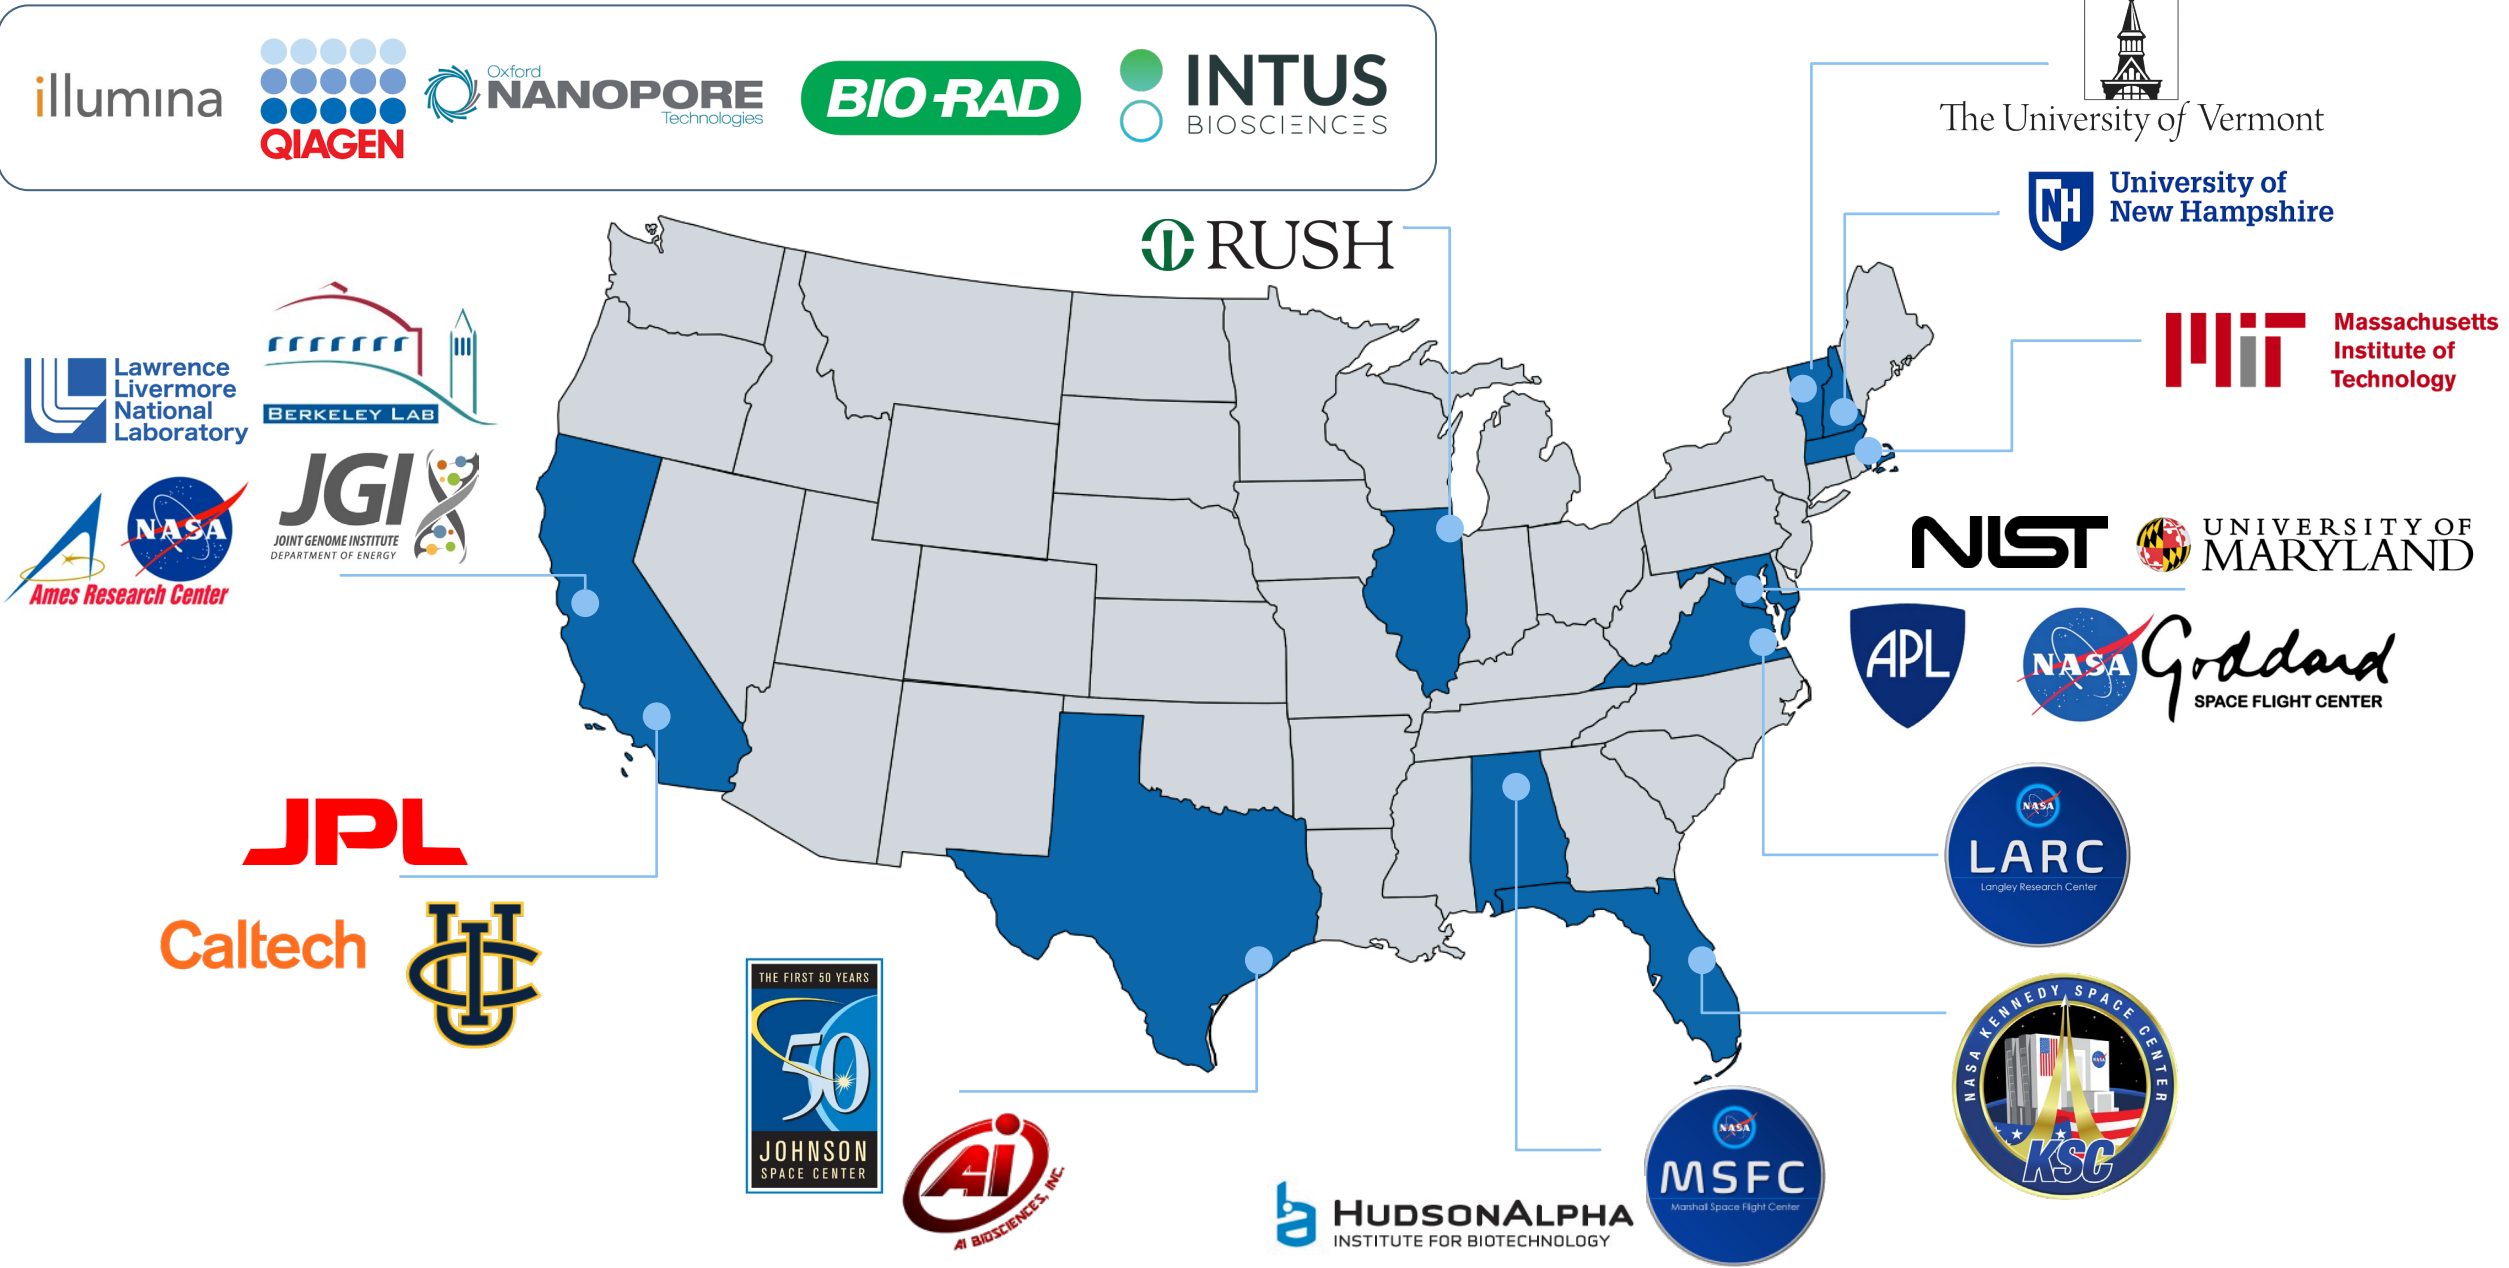 illumina
QIAGEN
Oxford
NANOPORE
Technologies
BIO-RAD
INTUS
BIOSCIENCES
The University of Vermont
NH
University of
New Hampshire
RUSH
MIT
Massachusetts
Institute of
Technology
Lawrence
Livermore
National
Laboratory
BERKELEY LAB
NASA
Ames Research Center
JGI
JOINT GENOME INSTITUTE
DEPARTMENT OF ENERGY
NIST
UNIVERSITY OF
MARYLAND
APL
NASA
Goddard
SPACE FLIGHT CENTER
NASA
LARC
Langley Research Center
JPL
Caltech
UCI
THE FIRST 50 YEARS
50
JOHNSON
SPACE CENTER
AI
AI BIOSCIENCES, INC.
HUDSONALPHA
INSTITUTE FOR BIOTECHNOLOGY
NASA
MSFC
Marshall Space Flight Center
NASA KENNEDY SPACE CENTER
KSC